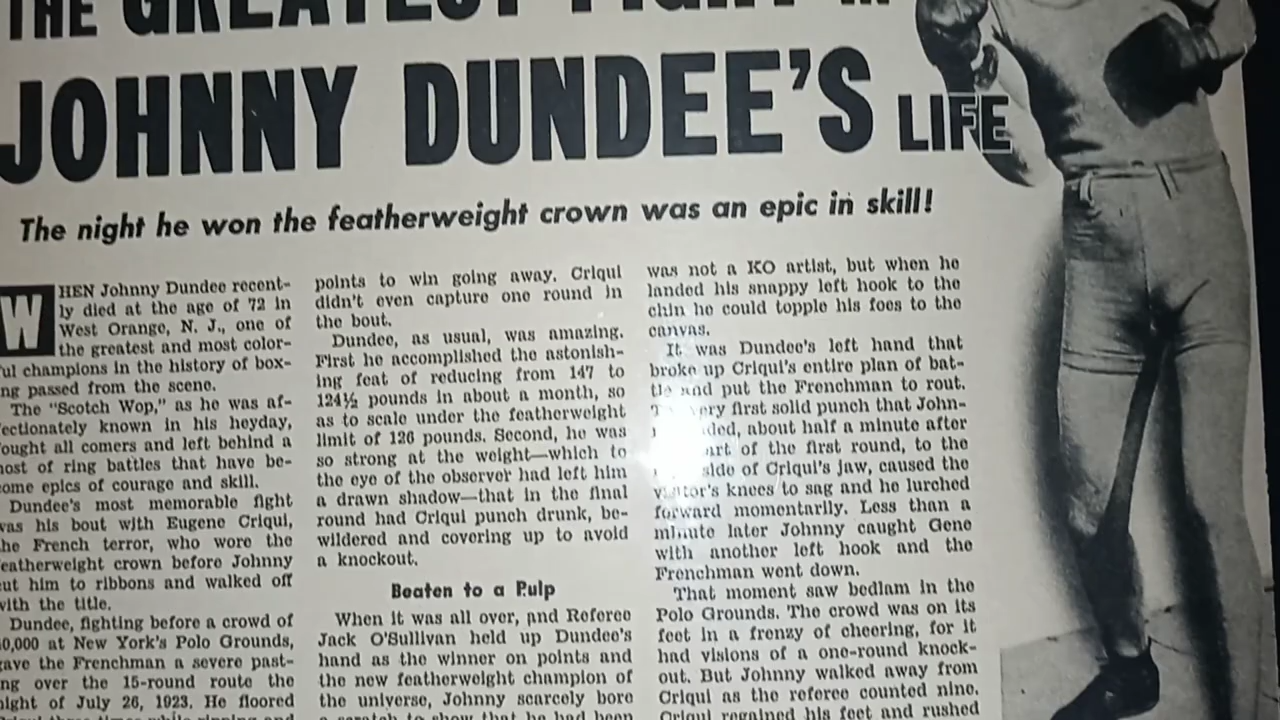 THE GREATEST FIGHT IN
JOHNNY DUNDEE'S LIFE
The night he won the featherweight crown was an epic in skill!
WHEN Johnny Dundee recent-
ly died at the age of 72 in
West Orange, N. J., one of
the greatest and most color-
ful champions in the history of box-
ng passed from the scene.
The "Scotch Wop," as he was af-
fectionately known in his heyday,
ought all comers and left behind a
host of ring battles that have be-
ome epics of courage and skill.
Dundee's most memorable fight
was his bout with Eugene Criqui,
he French terror, who wore the
eatherweight crown before Johnny
ut him to ribbons and walked off
with the title.
Dundee, fighting before a crowd of
0,000 at New York's Polo Grounds,
gave the Frenchman a severe past-
ng over the 15-round route the
night of July 26, 1923. He floored
Criqui three times while
points to win going away. Criqui
didn't even capture one round in
the bout.
Dundee, as usual, was amazing.
First he accomplished the astonish-
ing feat of reducing from 147 to
124½ pounds in about a month, so
as to scale under the featherweight
limit of 126 pounds. Second, he was
so strong at the weight—which to
the eye of the observer had left him
a drawn shadow—that in the final
round had Criqui punch drunk, be-
wildered and covering up to avoid
a knockout.
Beaten to a Pulp
When it was all over, and Referee
Jack O'Sullivan held up Dundee's
hand as the winner on points and
the new featherweight champion of
the universe, Johnny scarcely bore
a scratch to show that he had been
was not a KO artist, but when he
landed his snappy left hook to the
chin he could topple his foes to the
canvas.
It was Dundee's left hand that
broke up Criqui's entire plan of bat-
tle and put the Frenchman to rout.
very first solid punch that John-
about half a minute after
of the first round, to the
side of Criqui's jaw, caused the
visitor's knees to sag and he lurched
forward momentarily. Less than a
minute later Johnny caught Gene
with another left hook and the
Frenchman went down.
That moment saw bedlam in the
Polo Grounds. The crowd was on its
feet in a frenzy of cheering, for it
had visions of a one-round knock-
out. But Johnny walked away from
Criqui as the referee counted nine.
Criqui regained his feet and rushed